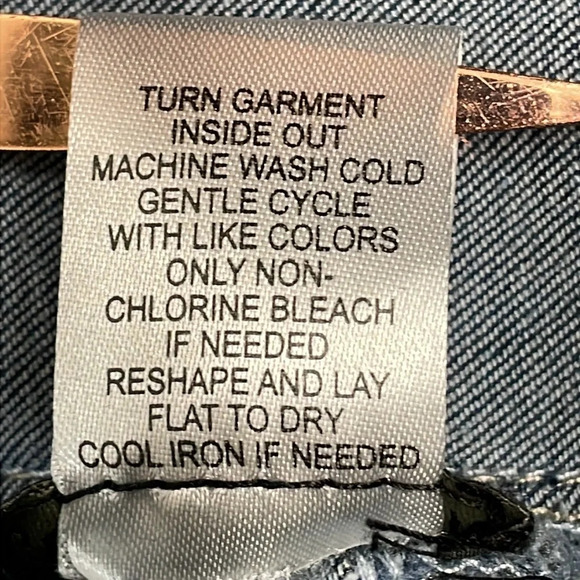 TURN GARMENT
INSIDE OUT
MACHINE WASH COLD
GENTLE CYCLE
WITH LIKE COLORS
ONLY NON-
CHLORINE BLEACH
IF NEEDED
RESHAPE AND LAY
FLAT TO DRY
COOL IRON IF NEEDED